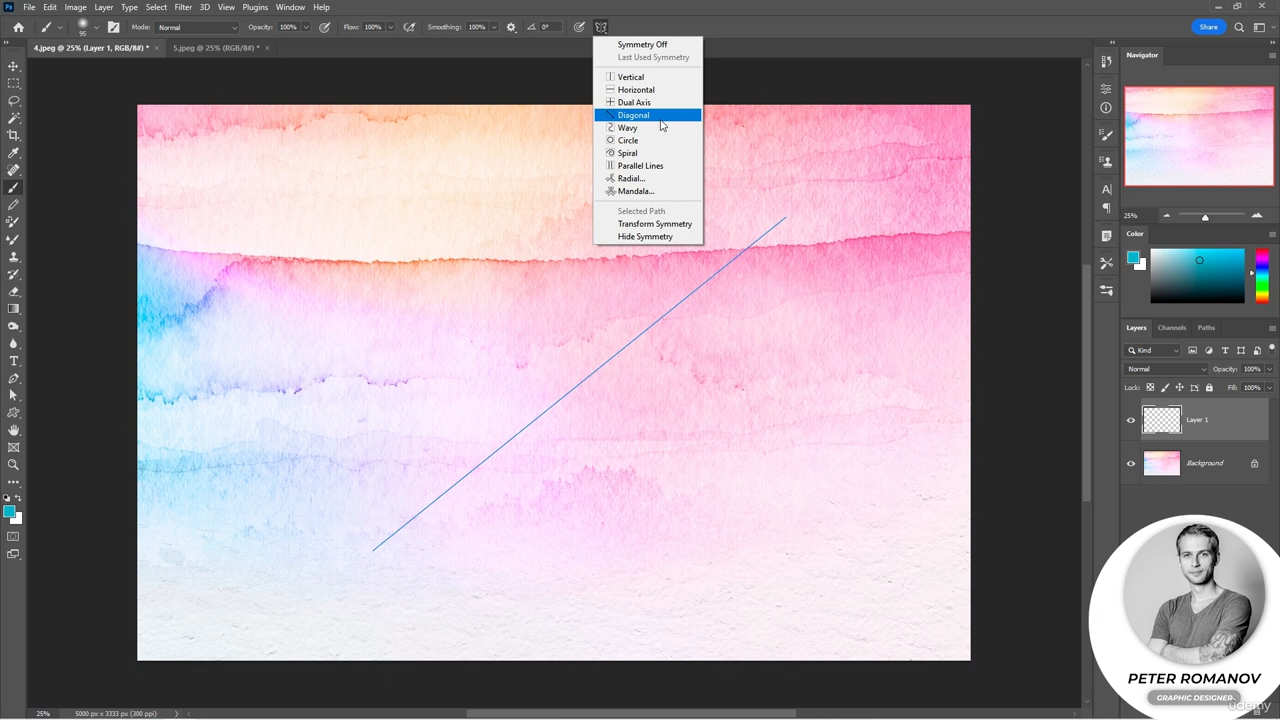 Ps File Edit Image Layer Type Select Filter 3D View Plugins Window Help
95 Mode: Normal Opacity: 100% Flow: 100% Smoothing: 100% 0° Share
4.jpeg @ 25% (Layer 1, RGB/8#) * × 5.jpeg @ 25% (RGB/8#) * ×
Symmetry Off
Last Used Symmetry
Vertical
Horizontal
Dual Axis
Diagonal
Wavy
Circle
Spiral
Parallel Lines
Radial...
Mandala...
Selected Path
Transform Symmetry
Hide Symmetry
Navigator
25%
Color
Layers Channels Paths
Kind
Normal Opacity: 100%
Lock: Fill: 100%
Layer 1
Background
PETER ROMANOV
GRAPHIC DESIGNER
udemy
25% 5000 px x 3333 px (300 ppi)